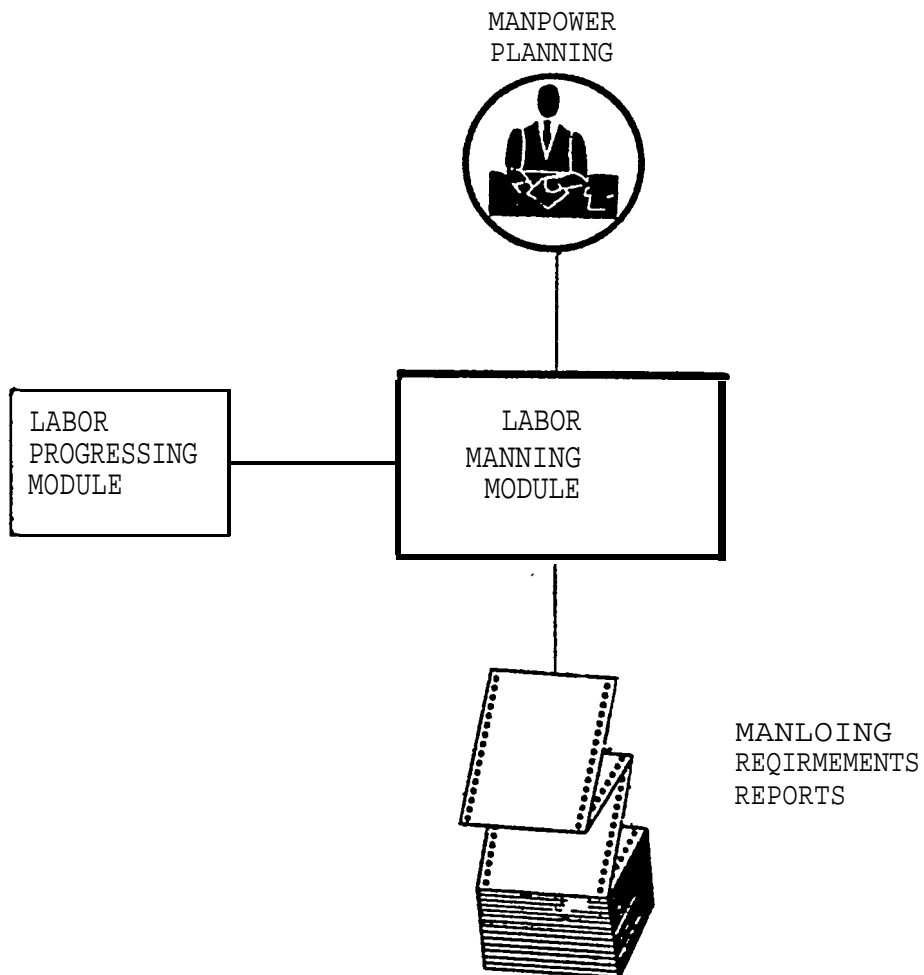 MANPOWER
PLANNING
LABOR
PROGRESSING
MODULE
LABOR
MANNING
MODULE
MANLOING
REQIRMEMENTS
REPORTS